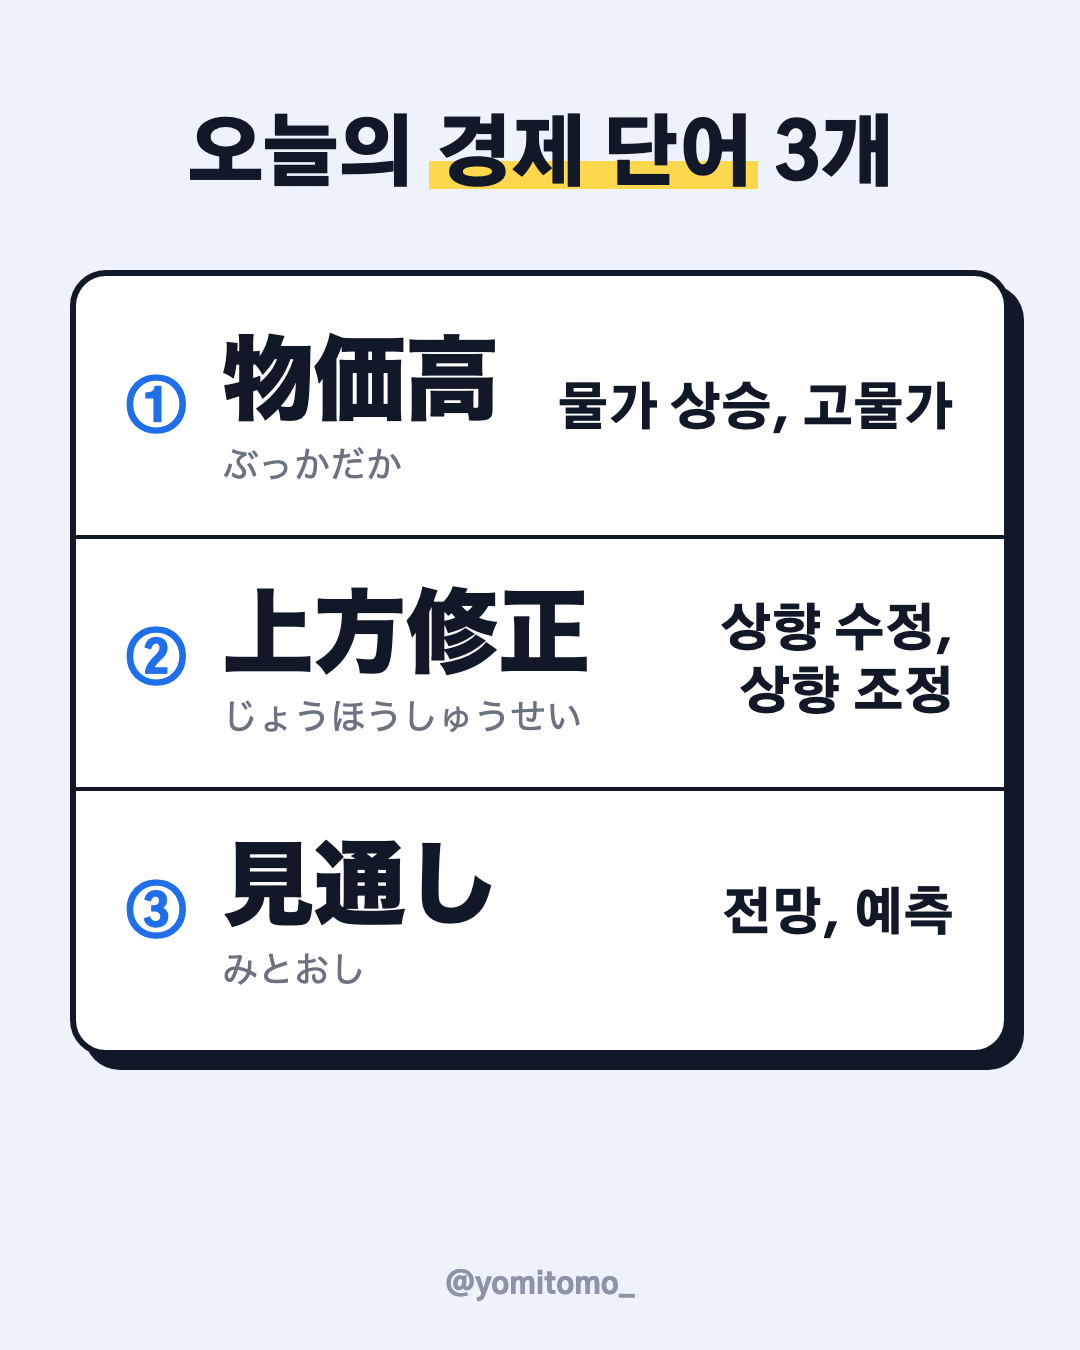 오늘의 경제 단어 3개
① 物価高 물가 상승, 고물가
ぶっかだか
② 上方修正 상향 수정,
상향 조정
じょうほうしゅうせい
③ 見通し 전망, 예측
みとおし
@yomitomo_